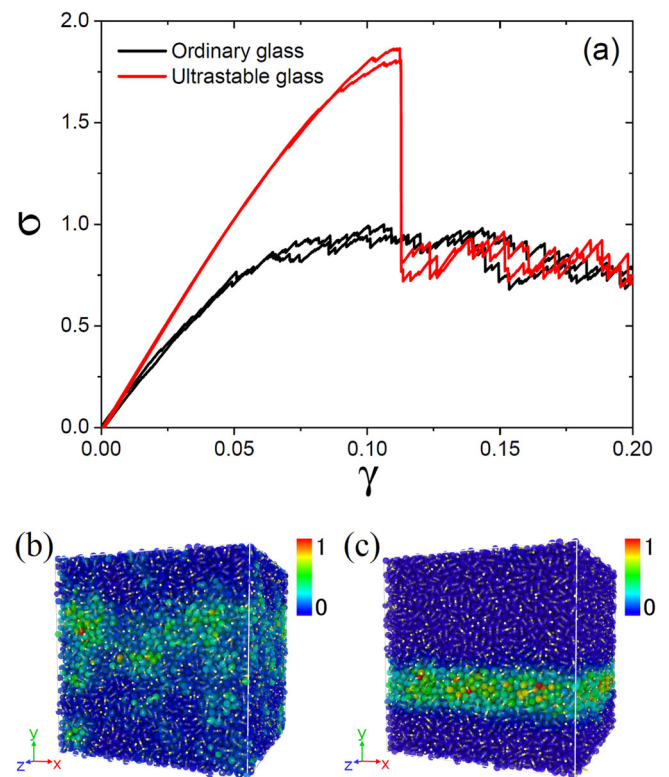 (a)
Ordinary glass
Ultrastable glass
2.0
1.5
1.0
0.5
0.0
σ
0.00 0.05 0.10 0.15 0.20
γ
(b)
1
0
y
z x
(c)
1
0
y
z x